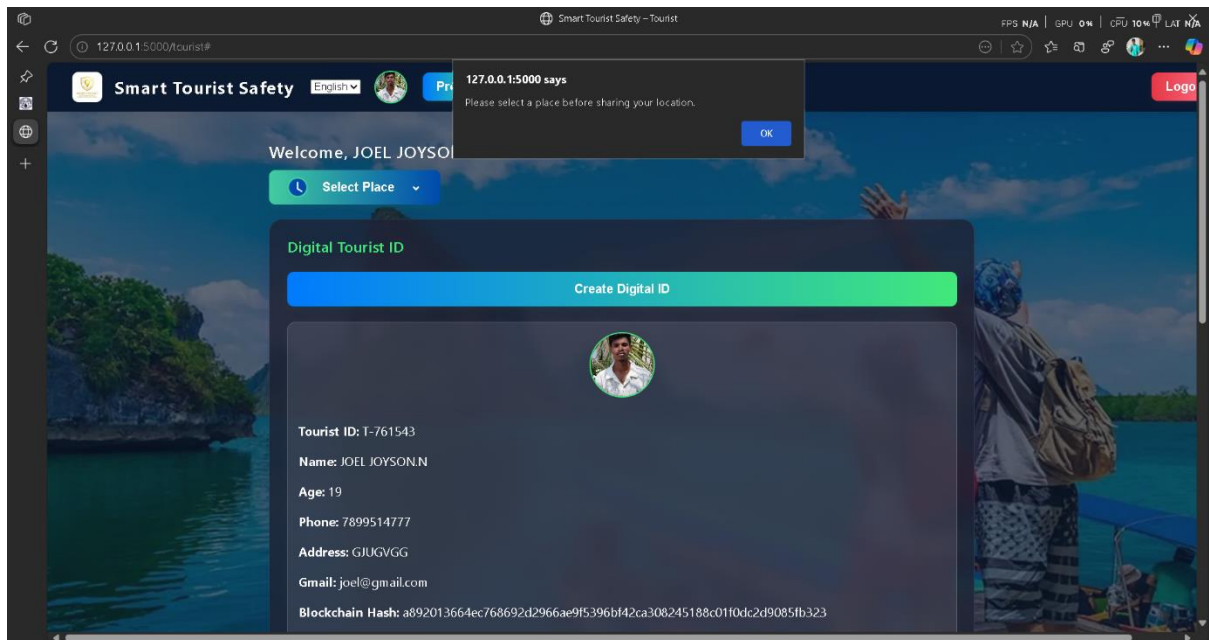 Smart Tourist Safety – Tourist
FPS N/A | GPU 0% | CPU 10% LAT N/A
127.0.0.1:5000/tourist#
Smart Tourist Safety English Pr Logo
127.0.0.1:5000 says
Please select a place before sharing your location.
OK
Welcome, JOEL JOYSO
Select Place
Digital Tourist ID
Create Digital ID
Tourist ID: T-761543
Name: JOEL JOYSON.N
Age: 19
Phone: 7899514777
Address: GJUGVGG
Gmail: joel@gmail.com
Blockchain Hash: a892013664ec768692d2966ae9f5396bf42ca308245188c01f0dc2d9085fb323